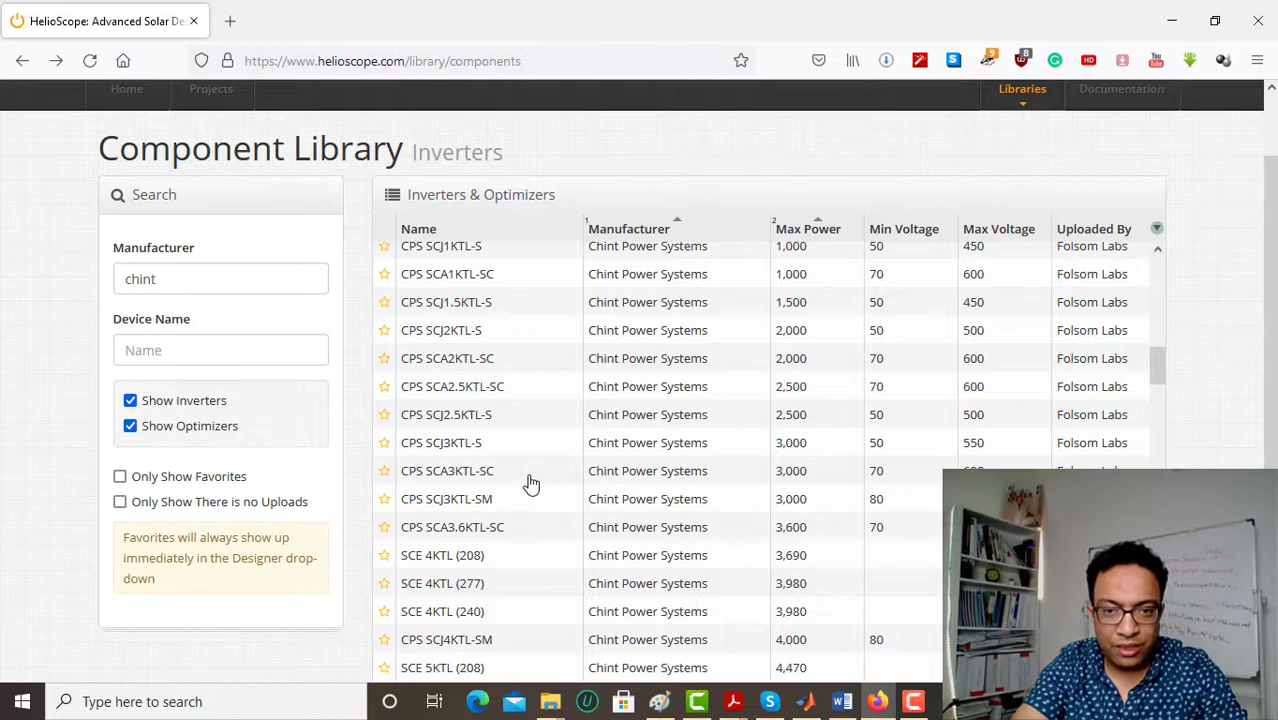 HelioScope: Advanced Solar De
https://www.helioscope.com/library/components
9
8
HD
You
Tube
Home
Projects
Libraries
Documentation
Component Library Inverters
Search
Manufacturer
chint
Device Name
Name
Show Inverters
Show Optimizers
Only Show Favorites
Only Show There is no Uploads
Favorites will always show up
immediately in the Designer drop-
down
Inverters & Optimizers
Name 1 Manufacturer 2 Max Power Min Voltage Max Voltage Uploaded By
CPS SCJ1KTL-S Chint Power Systems 1,000 50 450 Folsom Labs
CPS SCA1KTL-SC Chint Power Systems 1,000 70 600 Folsom Labs
CPS SCJ1.5KTL-S Chint Power Systems 1,500 50 450 Folsom Labs
CPS SCJ2KTL-S Chint Power Systems 2,000 50 500 Folsom Labs
CPS SCA2KTL-SC Chint Power Systems 2,000 70 600 Folsom Labs
CPS SCA2.5KTL-SC Chint Power Systems 2,500 70 600 Folsom Labs
CPS SCJ2.5KTL-S Chint Power Systems 2,500 50 500 Folsom Labs
CPS SCJ3KTL-S Chint Power Systems 3,000 50 550 Folsom Labs
CPS SCA3KTL-SC Chint Power Systems 3,000 70 600 Folsom Labs
CPS SCJ3KTL-SM Chint Power Systems 3,000 80
CPS SCA3.6KTL-SC Chint Power Systems 3,600 70
SCE 4KTL (208) Chint Power Systems 3,690
SCE 4KTL (277) Chint Power Systems 3,980
SCE 4KTL (240) Chint Power Systems 3,980
CPS SCJ4KTL-SM Chint Power Systems 4,000 80
SCE 5KTL (208) Chint Power Systems 4,470
Type here to search